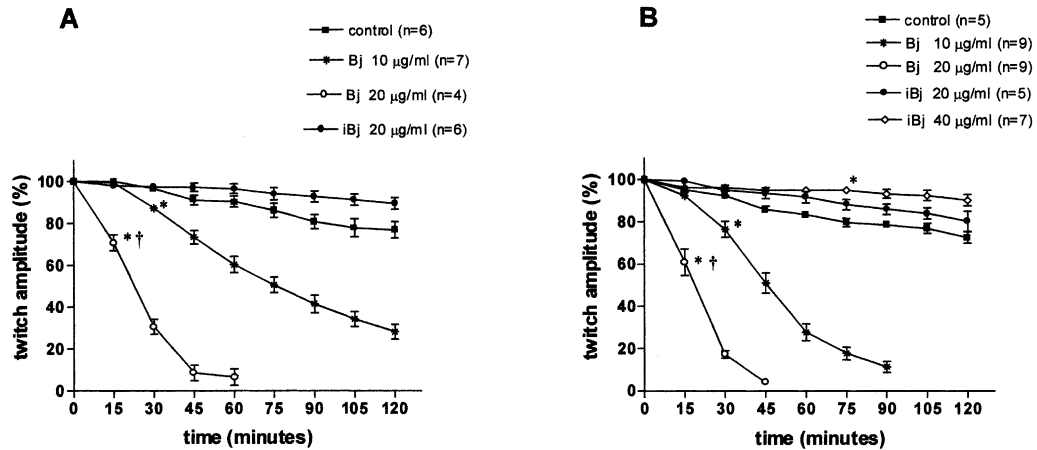 A
control (n=6)
Bj 10 µg/ml (n=7)
Bj 20 µg/ml (n=4)
iBj 20 µg/ml (n=6)
twitch amplitude (%)
100
80
60
40
20
0
*
* †
0 15 30 45 60 75 90 105 120
time (minutes)
B
control (n=5)
Bj 10 µg/ml (n=9)
Bj 20 µg/ml (n=9)
iBj 20 µg/ml (n=5)
iBj 40 µg/ml (n=7)
twitch amplitude (%)
100
80
60
40
20
0
*
*
* †
0 15 30 45 60 75 90 105 120
time (minutes)